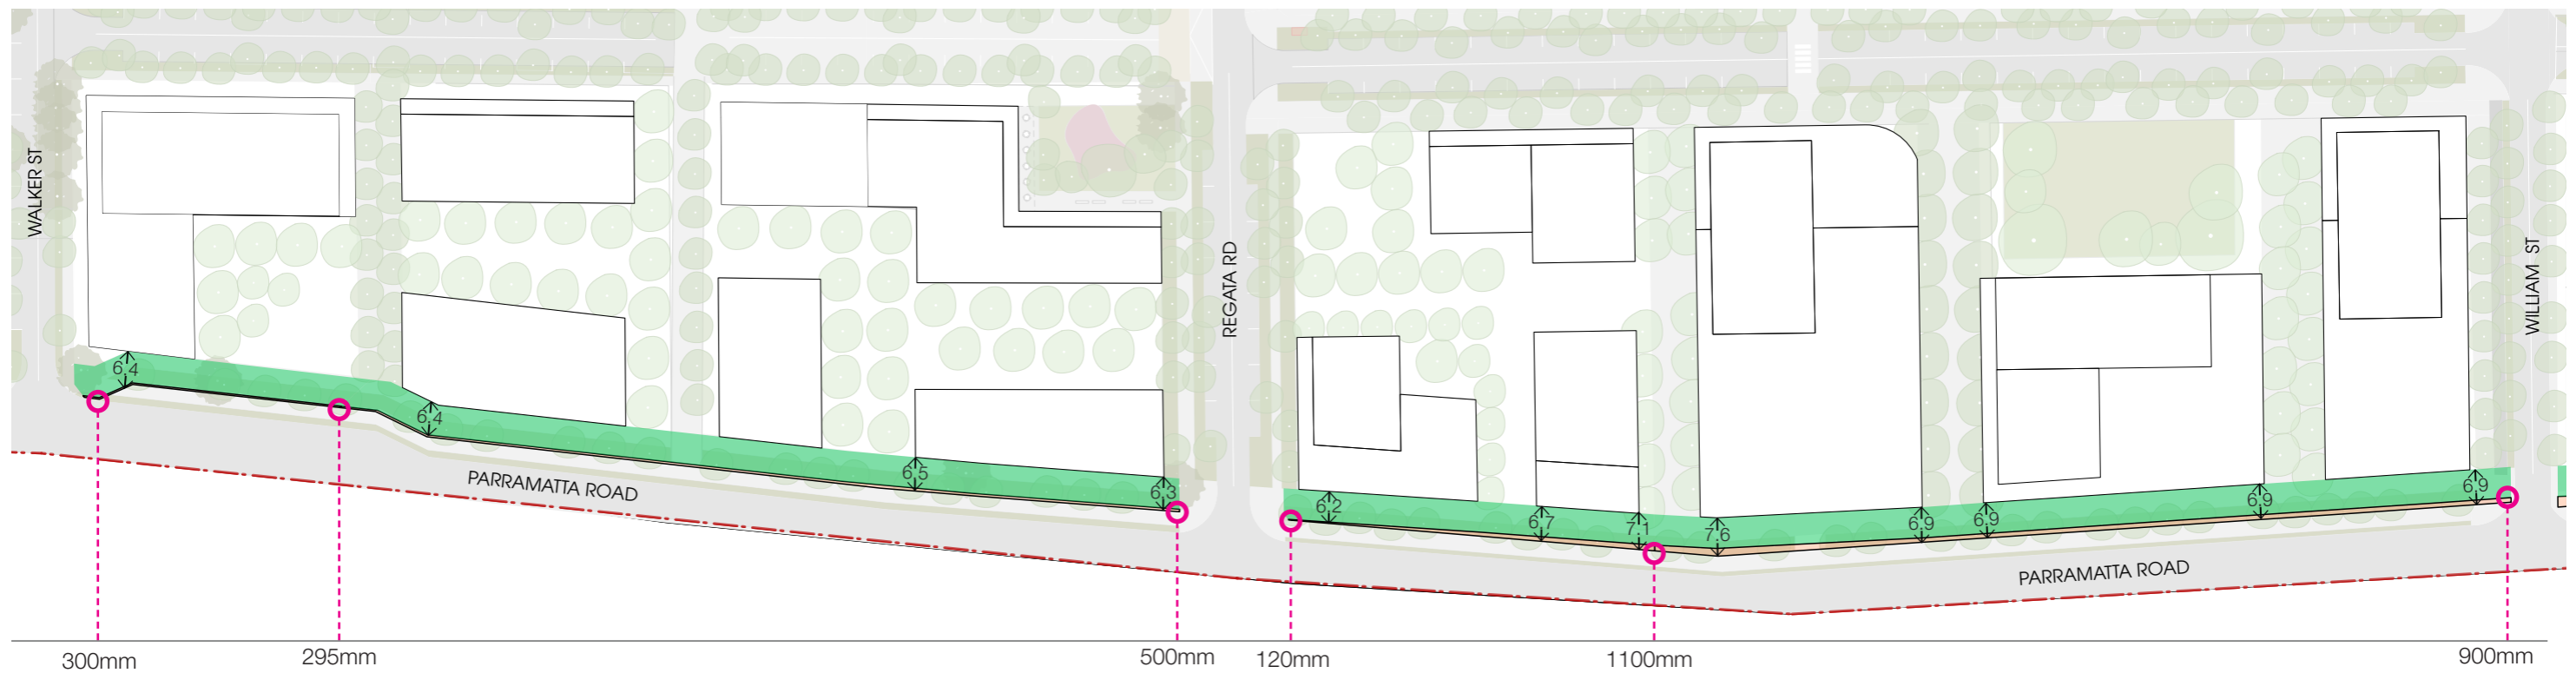 WALKER ST
REGATA RD
WILLIAM ST
6.4
6.4
6.5
6.3
6.2
6.7
7.1
7.6
6.9
6.9
6.9
6.9
PARRAMATTA ROAD
PARRAMATTA ROAD
300mm
295mm
500mm
120mm
1100mm
900mm